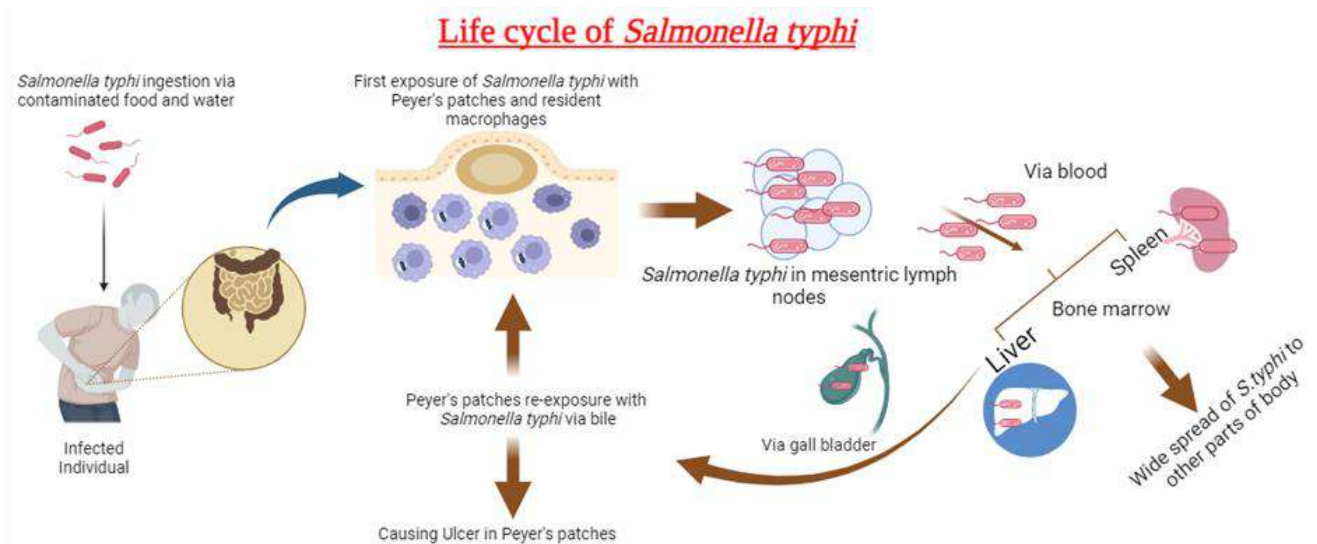 Life cycle of Salmonella typhi
Salmonella typhi ingestion via
contaminated food and water
First exposure of Salmonella typhi with
Peyer's patches and resident
macrophages
Via blood
Spleen
Salmonella typhi in mesentric lymph
nodes
Bone marrow
Liver
Wide spread of S.typhi to
other parts of body
Peyer's patches re-exposure with
Salmonella typhi via bile
Via gall bladder
Infected
Individual
Causing Ulcer in Peyer's patches